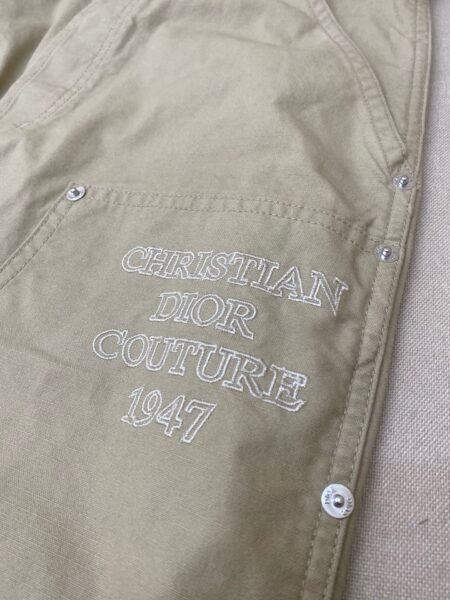 CHRISTIAN
DIOR
COUTURE
1947